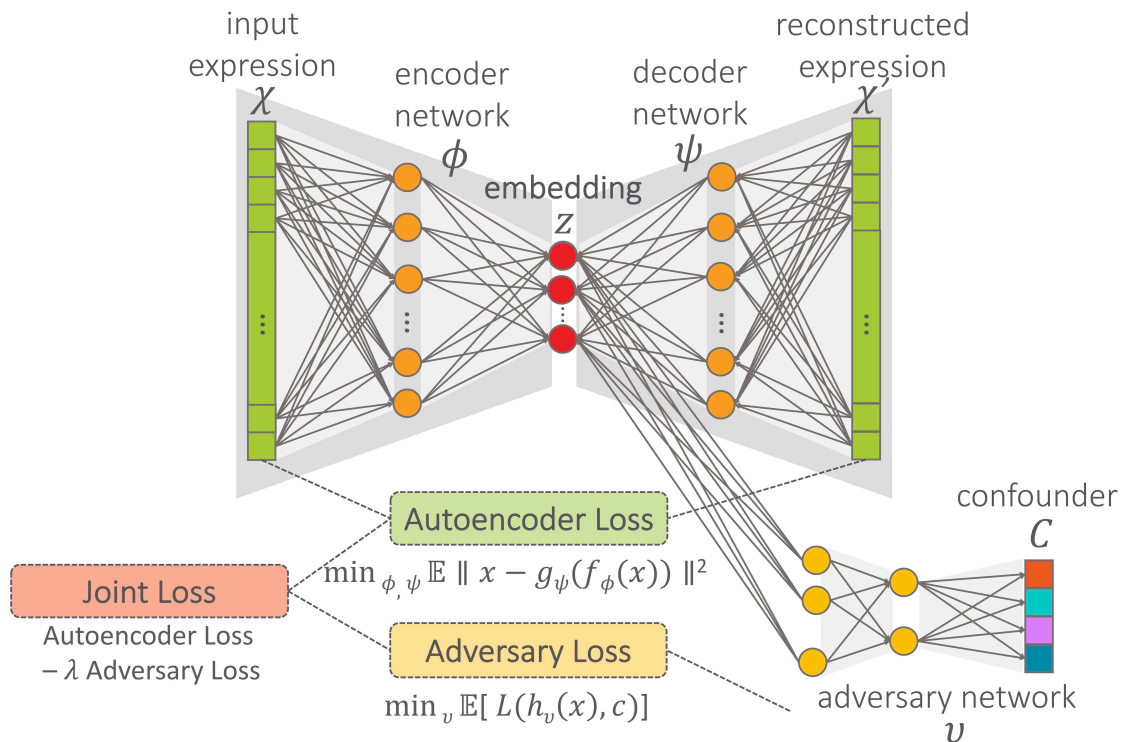 input
expression
χ
encoder
network
ϕ
embedding
z
decoder
network
ψ
reconstructed
expression
χ′
...
...
...
...
...
Autoencoder Loss
min ϕ,ψ 𝔼 ∥ x − gψ(fϕ(x)) ∥²
Joint Loss
Autoencoder Loss
– λ Adversary Loss
Adversary Loss
min υ 𝔼[ L(hυ(x), c)]
confounder
C
adversary network
υ